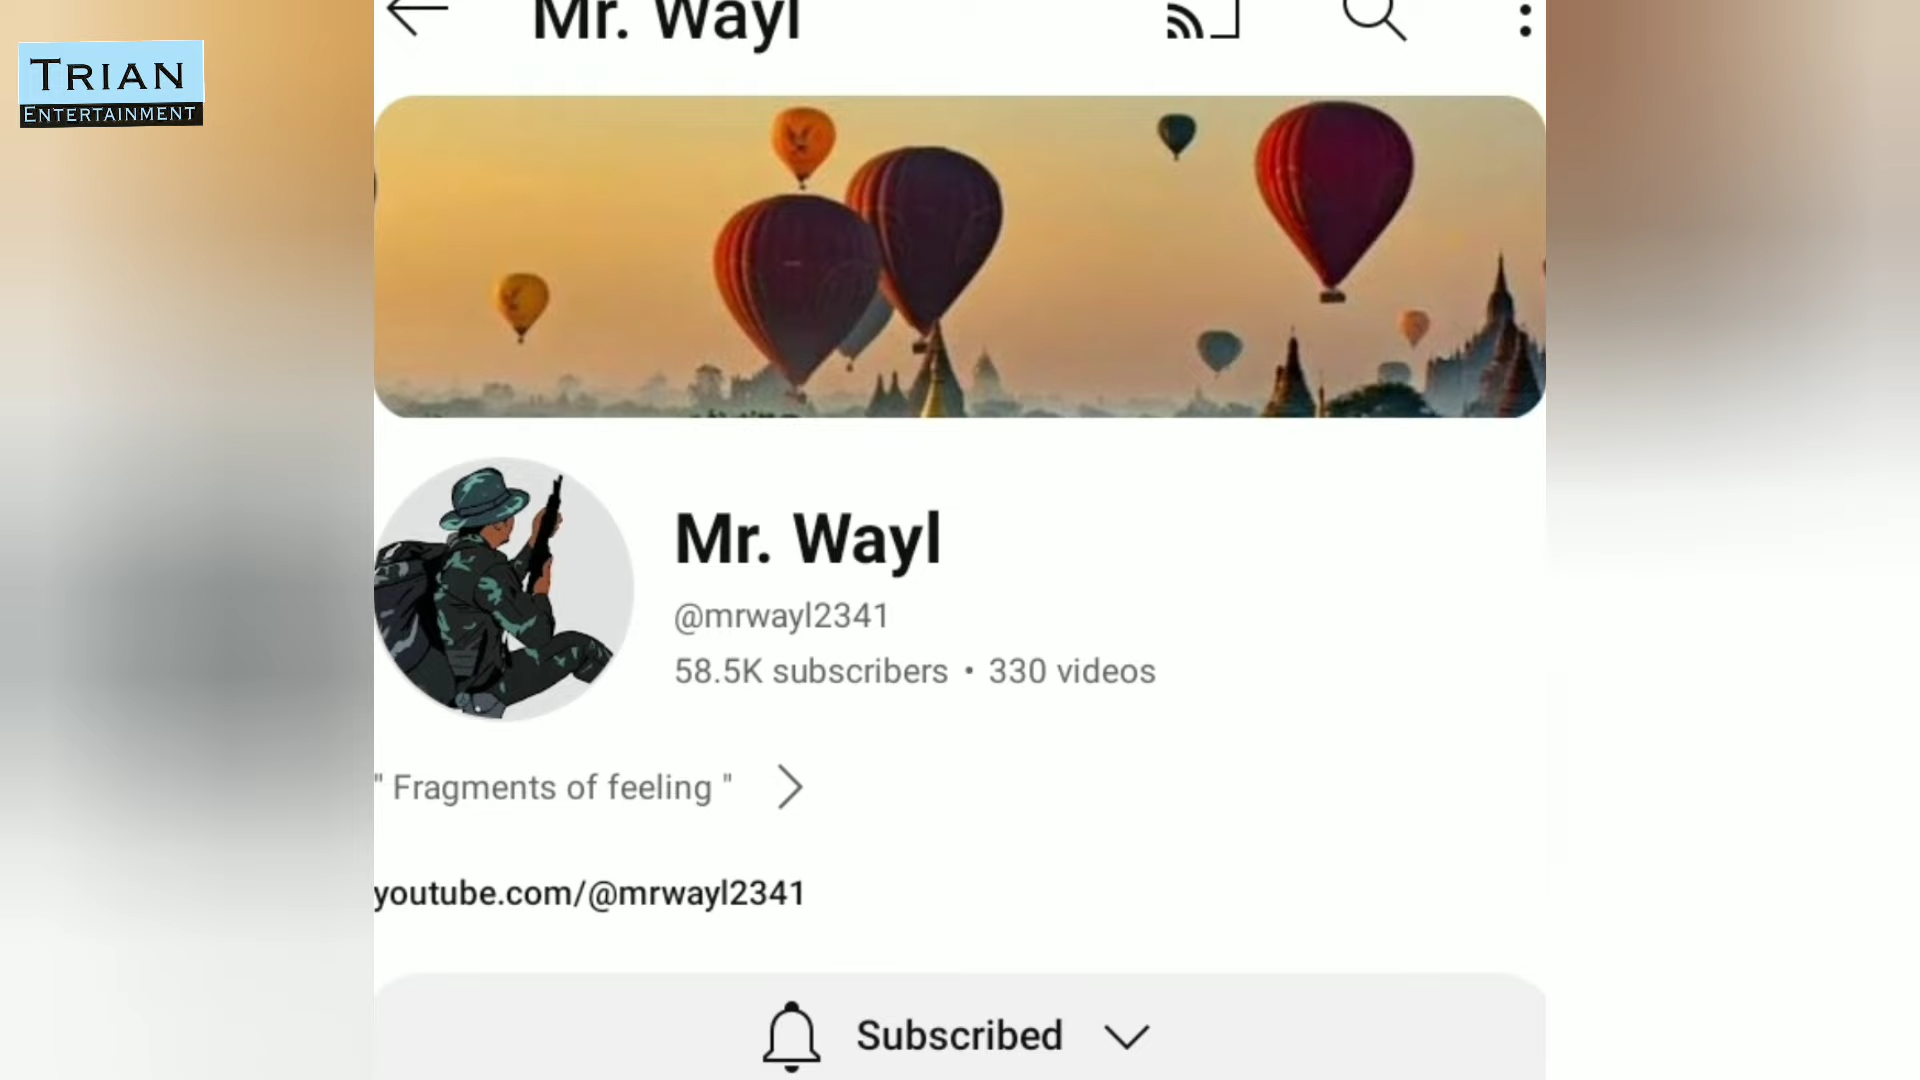 TRIAN
ENTERTAINMENT
Mr. Wayl
Mr. Wayl
@mrwayl2341
58.5K subscribers • 330 videos
" Fragments of feeling "
youtube.com/@mrwayl2341
Subscribed